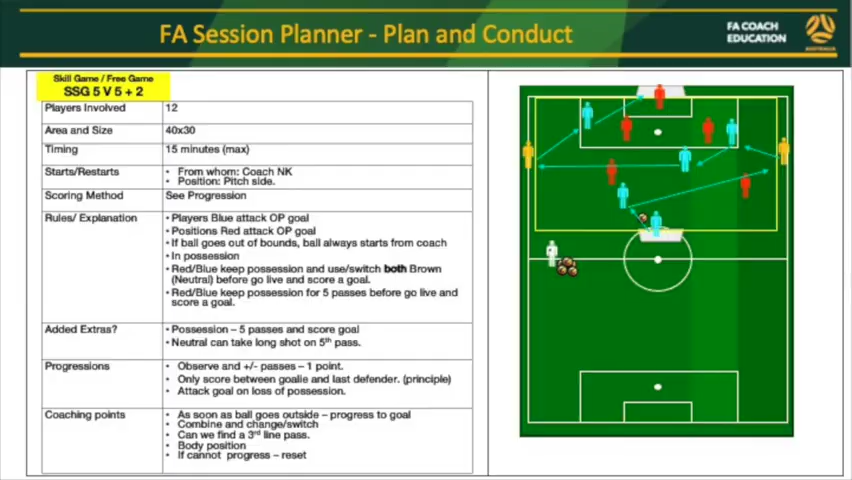 FA Session Planner - Plan and Conduct
FA COACH
EDUCATION
AUSTRALIA
Skill Game / Free Game
SSG 5 V 5 + 2
Players Involved 12
Area and Size 40x30
Timing 15 minutes (max)
Starts/Restarts • From whom: Coach NK
• Position: Pitch side.
Scoring Method See Progression
Rules/ Explanation • Players Blue attack OP goal
• Positions Red attack OP goal
• If ball goes out of bounds, ball always starts from coach
• In possession
• Red/Blue keep possession and use/switch both Brown
(Neutral) before go live and score a goal.
• Red/Blue keep possession for 5 passes before go live and
score a goal.
Added Extras? • Possession – 5 passes and score goal
• Neutral can take long shot on 5th pass.
Progressions • Observe and +/- passes – 1 point.
• Only score between goalie and last defender. (principle)
• Attack goal on loss of possession.
Coaching points • As soon as ball goes outside – progress to goal
• Combine and change/switch
• Can we find a 3rd line pass.
• Body position
• If cannot progress – reset